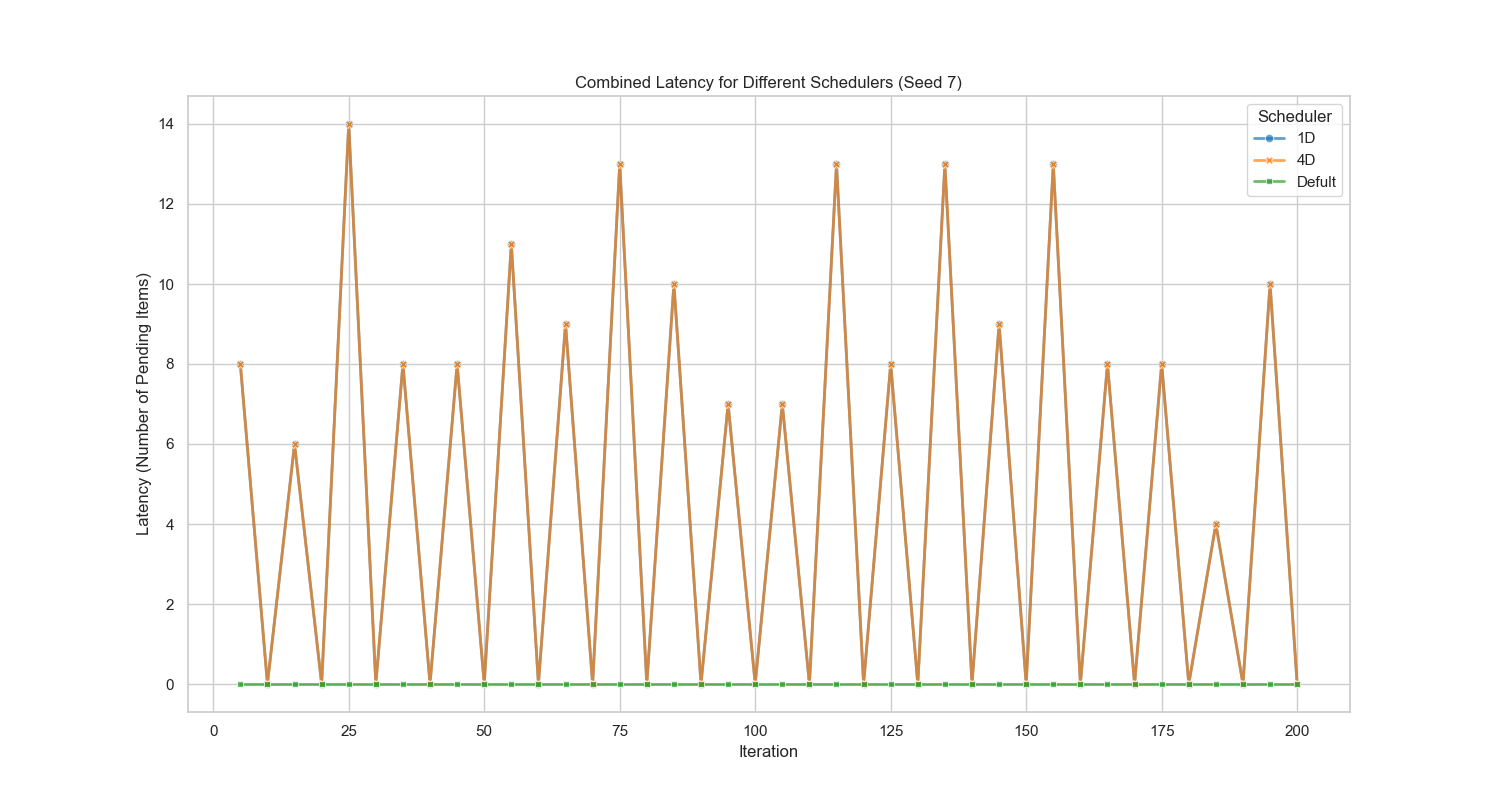 Combined Latency for Different Schedulers (Seed 7)
Scheduler
1D
4D
Defult
14
12
10
8
6
4
2
0
Latency (Number of Pending Items)
0 25 50 75 100 125 150 175 200
Iteration